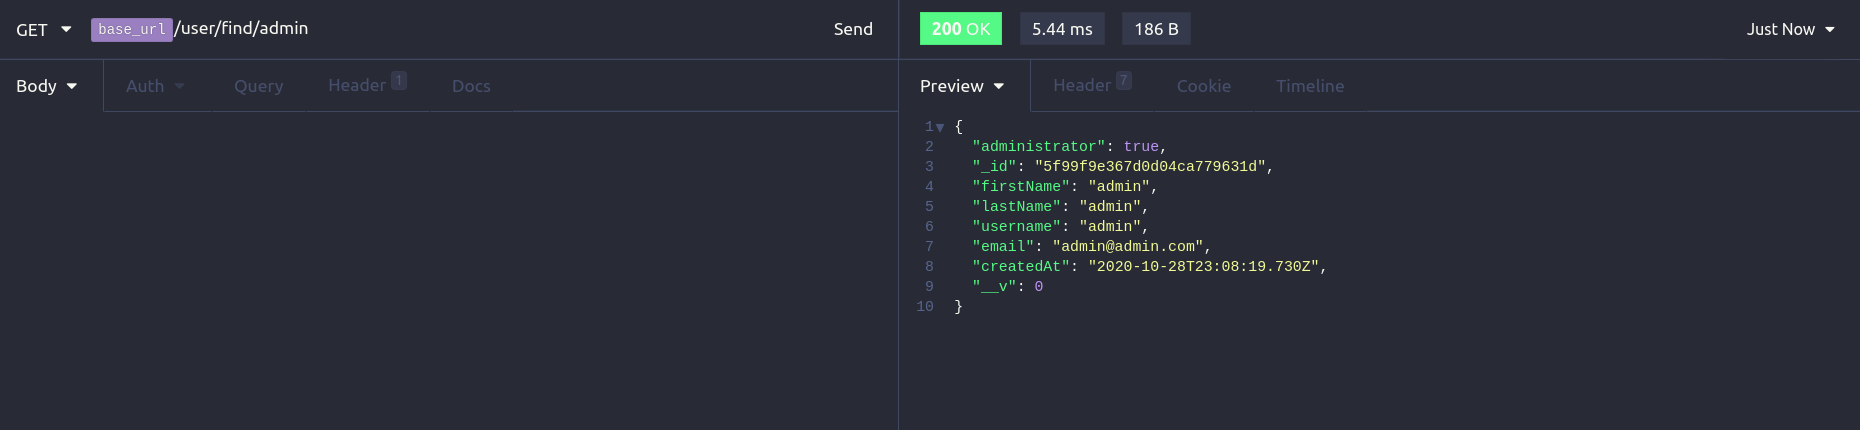 GET base_url/user/find/admin Send
200 OK 5.44 ms 186 B Just Now
Body Auth Query Header 1 Docs
Preview Header 7 Cookie Timeline
1 {
2 "administrator": true,
3 "_id": "5f99f9e367d0d04ca779631d",
4 "firstName": "admin",
5 "lastName": "admin",
6 "username": "admin",
7 "email": "admin@admin.com",
8 "createdAt": "2020-10-28T23:08:19.730Z",
9 "__v": 0
10 }